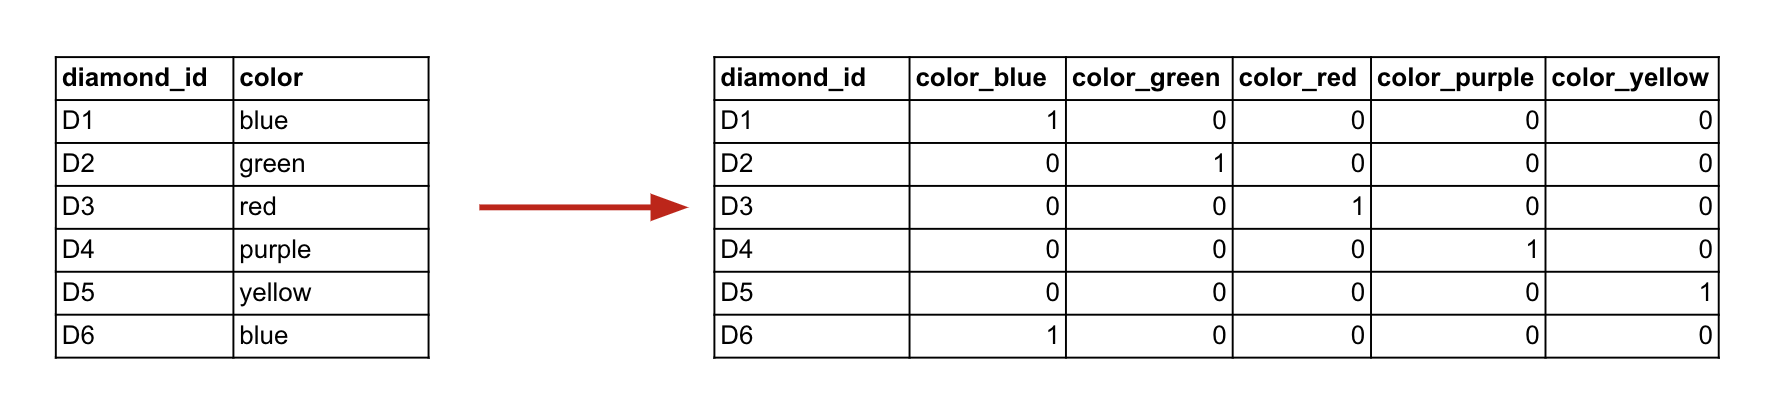 diamond_id color
D1 blue
D2 green
D3 red
D4 purple
D5 yellow
D6 blue
diamond_id color_blue color_green color_red color_purple color_yellow
D1 1 0 0 0 0
D2 0 1 0 0 0
D3 0 0 1 0 0
D4 0 0 0 1 0
D5 0 0 0 0 1
D6 1 0 0 0 0